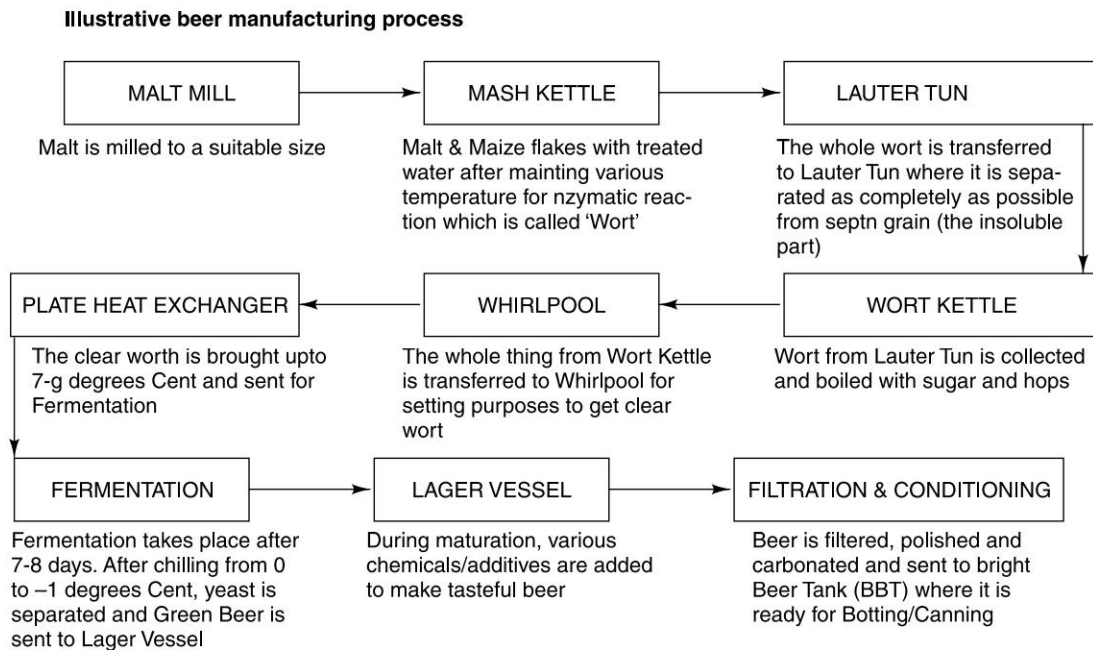 Illustrative beer manufacturing process
MALT MILL
Malt is milled to a suitable size
MASH KETTLE
Malt & Maize flakes with treated
water after mainting various
temperature for nzymatic reac-
tion which is called ‘Wort’
LAUTER TUN
The whole wort is transferred
to Lauter Tun where it is sepa-
rated as completely as possible
from septn grain (the insoluble
part)
WORT KETTLE
Wort from Lauter Tun is collected
and boiled with sugar and hops
WHIRLPOOL
The whole thing from Wort Kettle
is transferred to Whirlpool for
setting purposes to get clear
wort
PLATE HEAT EXCHANGER
The clear worth is brought upto
7-g degrees Cent and sent for
Fermentation
FERMENTATION
Fermentation takes place after
7-8 days. After chilling from 0
to –1 degrees Cent, yeast is
separated and Green Beer is
sent to Lager Vessel
LAGER VESSEL
During maturation, various
chemicals/additives are added
to make tasteful beer
FILTRATION & CONDITIONING
Beer is filtered, polished and
carbonated and sent to bright
Beer Tank (BBT) where it is
ready for Botting/Canning